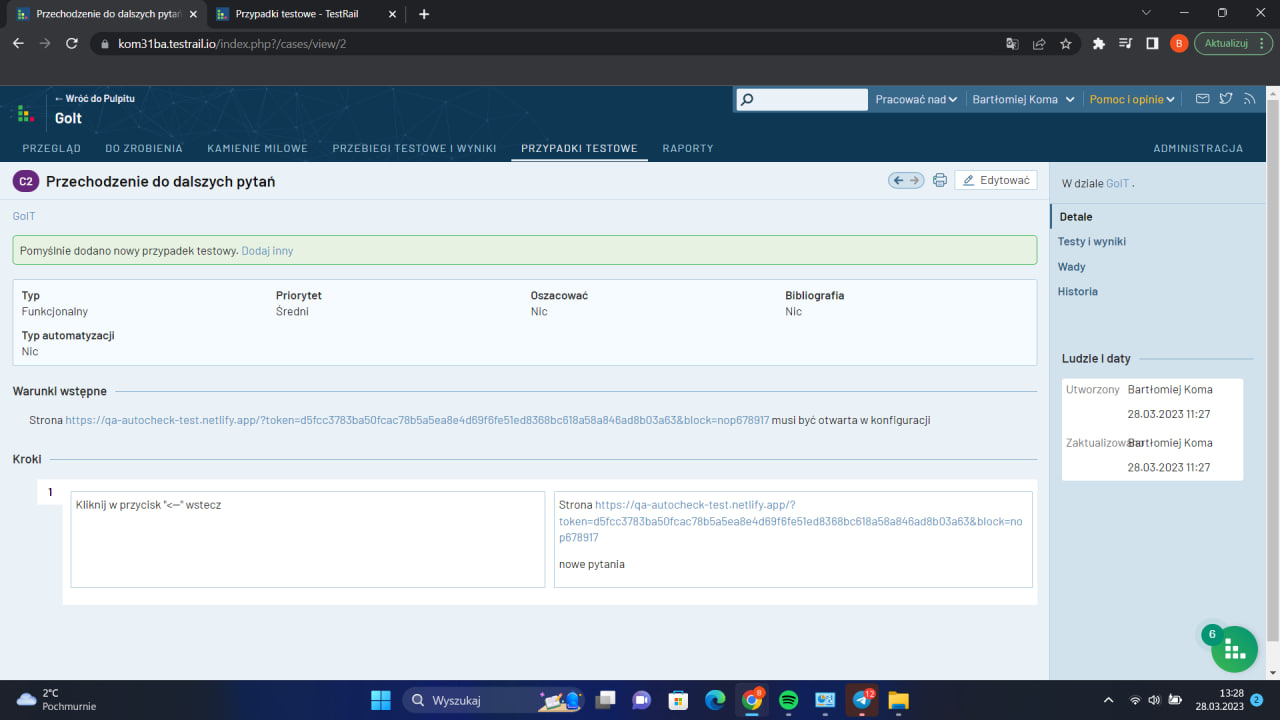 Przechodzenie do dalszych pytań
Przypadki testowe - TestRail
kom31ba.testrail.io/index.php?/cases/view/2
B
Aktualizuj
← Wróć do Pulpitu
GoIt
Pracować nad
Bartłomiej Koma
Pomoc i opinie
PRZEGLĄD
DO ZROBIENIA
KAMIENIE MILOWE
PRZEBIEGI TESTOWE I WYNIKI
PRZYPADKI TESTOWE
RAPORTY
ADMINISTRACJA
C2 Przechodzenie do dalszych pytań
Edytować
GoIT
Pomyślnie dodano nowy przypadek testowy. Dodaj inny
Typ
Funkcjonalny
Priorytet
Średni
Oszacować
Nic
Bibliografia
Nic
Typ automatyzacji
Nic
Warunki wstępne
Strona https://qa-autocheck-test.netlify.app/?token=d5fcc3783ba50fcac78b5a5ea8e4d69f6fe51ed8368bc618a58a846ad8b03a63&block=nop678917 musi być otwarta w konfiguracji
Kroki
1
Kliknij w przycisk "<--" wstecz
Strona https://qa-autocheck-test.netlify.app/?
token=d5fcc3783ba50fcac78b5a5ea8e4d69f6fe51ed8368bc618a58a846ad8b03a63&block=no
p678917
nowe pytania
W dziale GoIT .
Detale
Testy i wyniki
Wady
Historia
Ludzie i daty
Utworzony Bartłomiej Koma
28.03.2023 11:27
Zaktualizowano Bartłomiej Koma
28.03.2023 11:27
6
2°C
Pochmurnie
Wyszukaj
8
12
13:28
28.03.2023
2